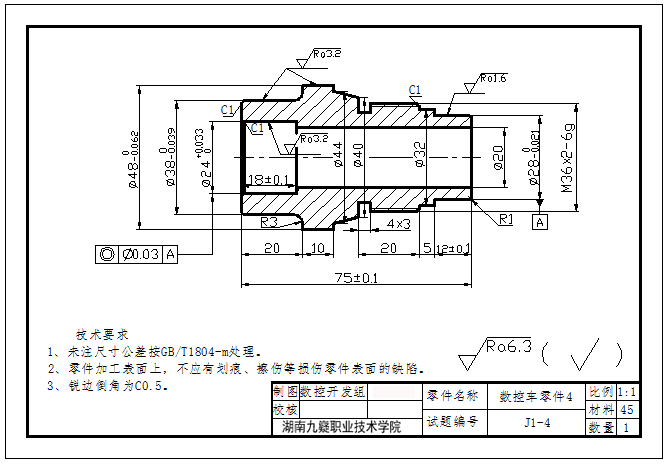 Ra3.2
Ra1.6
C1
C1
C1
C1
Ra3.2
Ø48 0 -0.062
Ø38 0 -0.039
Ø24 +0.033 0
18±0.1
Ø44
Ø40
Ø32
Ø20
Ø28 0 -0.021
M36x2-6g
R3
4×3
R1
A
◎ Ø0.03 A
20
10
20
5
12±0.1
75±0.1
技术要求
1、未注尺寸公差按GB/T1804-m处理。
2、零件加工表面上，不应有划痕、擦伤等损伤零件表面的缺陷。
3、锐边倒角为C0.5。
Ra6.3 ( )
制图 数控开发组 零件名称 数控车零件4 比例 1:1
校核 材料 45
湖南九嶷职业技术学院 试题编号 J1-4 数量 1